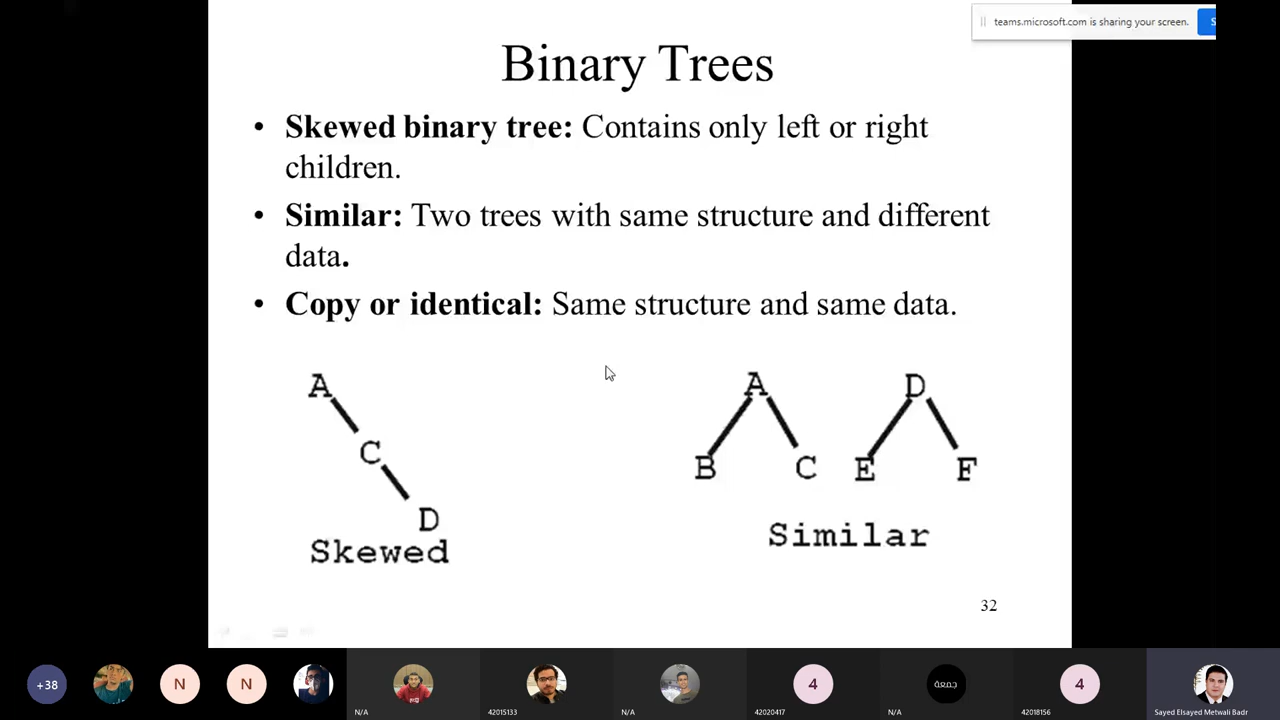 teams.microsoft.com is sharing your screen.
S
Binary Trees
• Skewed binary tree: Contains only left or right
children.
• Similar: Two trees with same structure and different
data.
• Copy or identical: Same structure and same data.
A
C
D
Skewed
A D
B C E F
Similar
32
+38
N
N
N/A
42015133
N/A
4
42020417
جمعة
N/A
4
42018156
Sayed Elsayed Metwali Badr